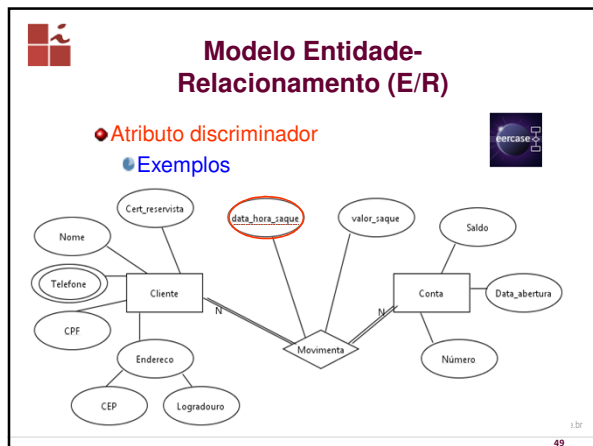 Modelo Entidade-
Relacionamento (E/R)
Atributo discriminador
eercase
Exemplos
Cert_reservista
data_hora_saque
valor_saque
Saldo
Nome
Telefone
Cliente
Conta
Data_abertura
N
N
CPF
Movimenta
Endereco
Número
CEP
Logradouro
.br
49